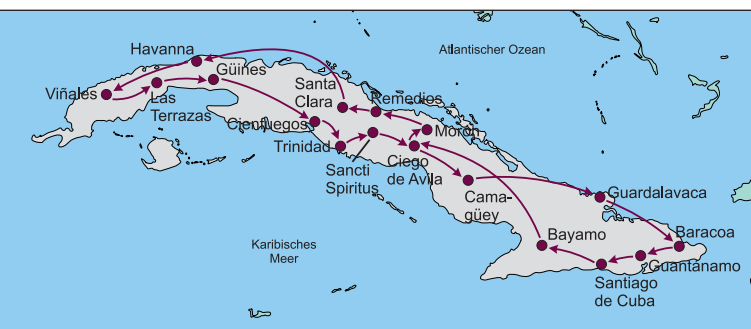 Havanna
Atlantischer Ozean
Güines
Santa
Clara
Viñales
Las
Terrazas
Remedios
Cienfuegos
Morón
Trinidad
Sancti
Spiritus
Ciego
de Avila
Cama-
güey
Guardalavaca
Karibisches
Meer
Bayamo
Baracoa
Guantánamo
Santiago
de Cuba